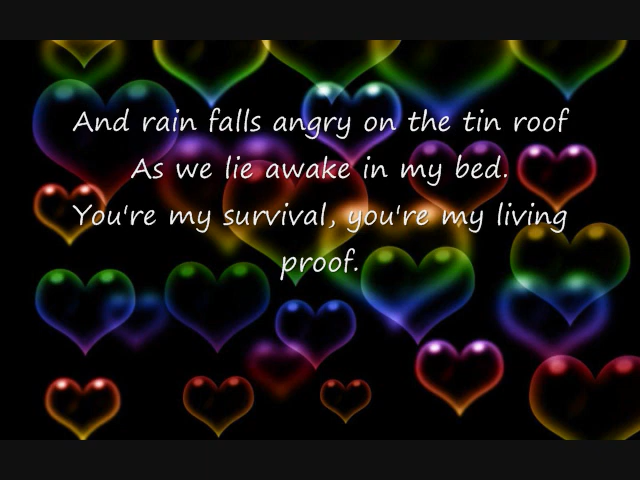 And rain falls angry on the tin roof
As we lie awake in my bed.
You're my survival, you're my living
proof.